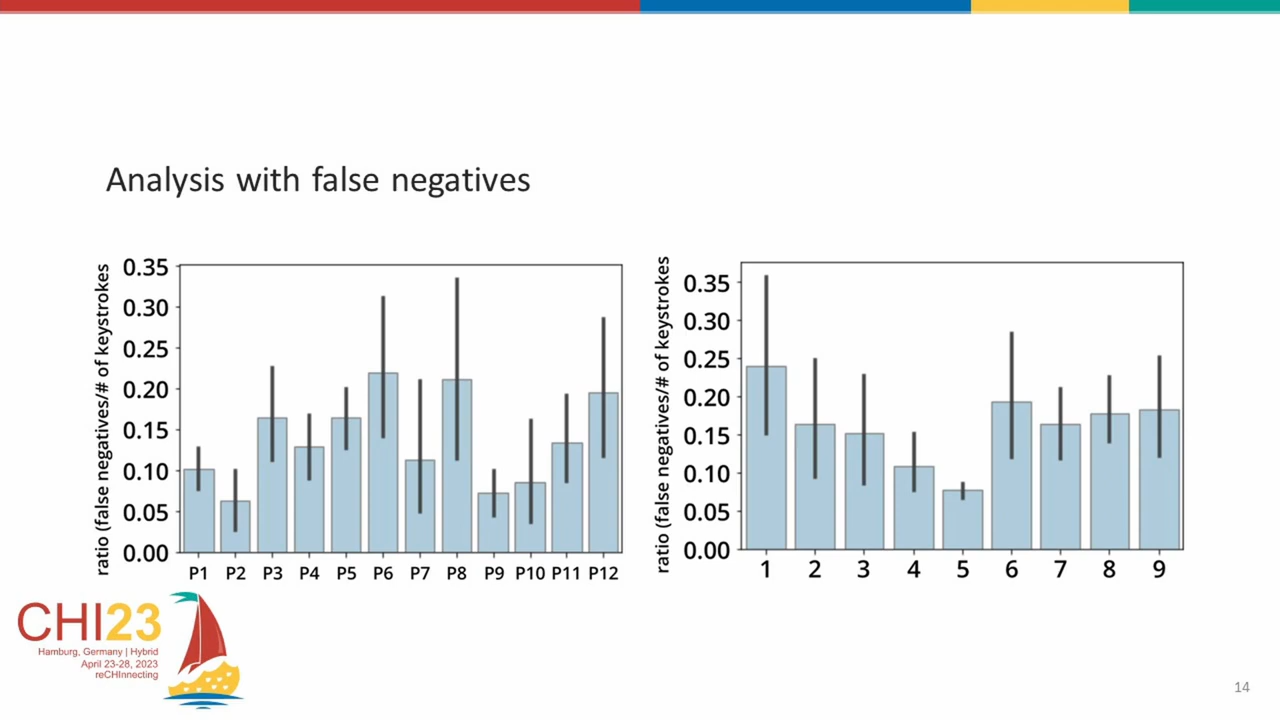 Analysis with false negatives
ratio (false negatives/# of keystrokes
0.35
0.30
0.25
0.20
0.15
0.10
0.05
0.00
P1 P2 P3 P4 P5 P6 P7 P8 P9 P10 P11 P12
ratio (false negatives/# of keystrokes
0.35
0.30
0.25
0.20
0.15
0.10
0.05
0.00
1 2 3 4 5 6 7 8 9
CHI23
Hamburg, Germany | Hybrid
April 23-28, 2023
reCHInnecting
14